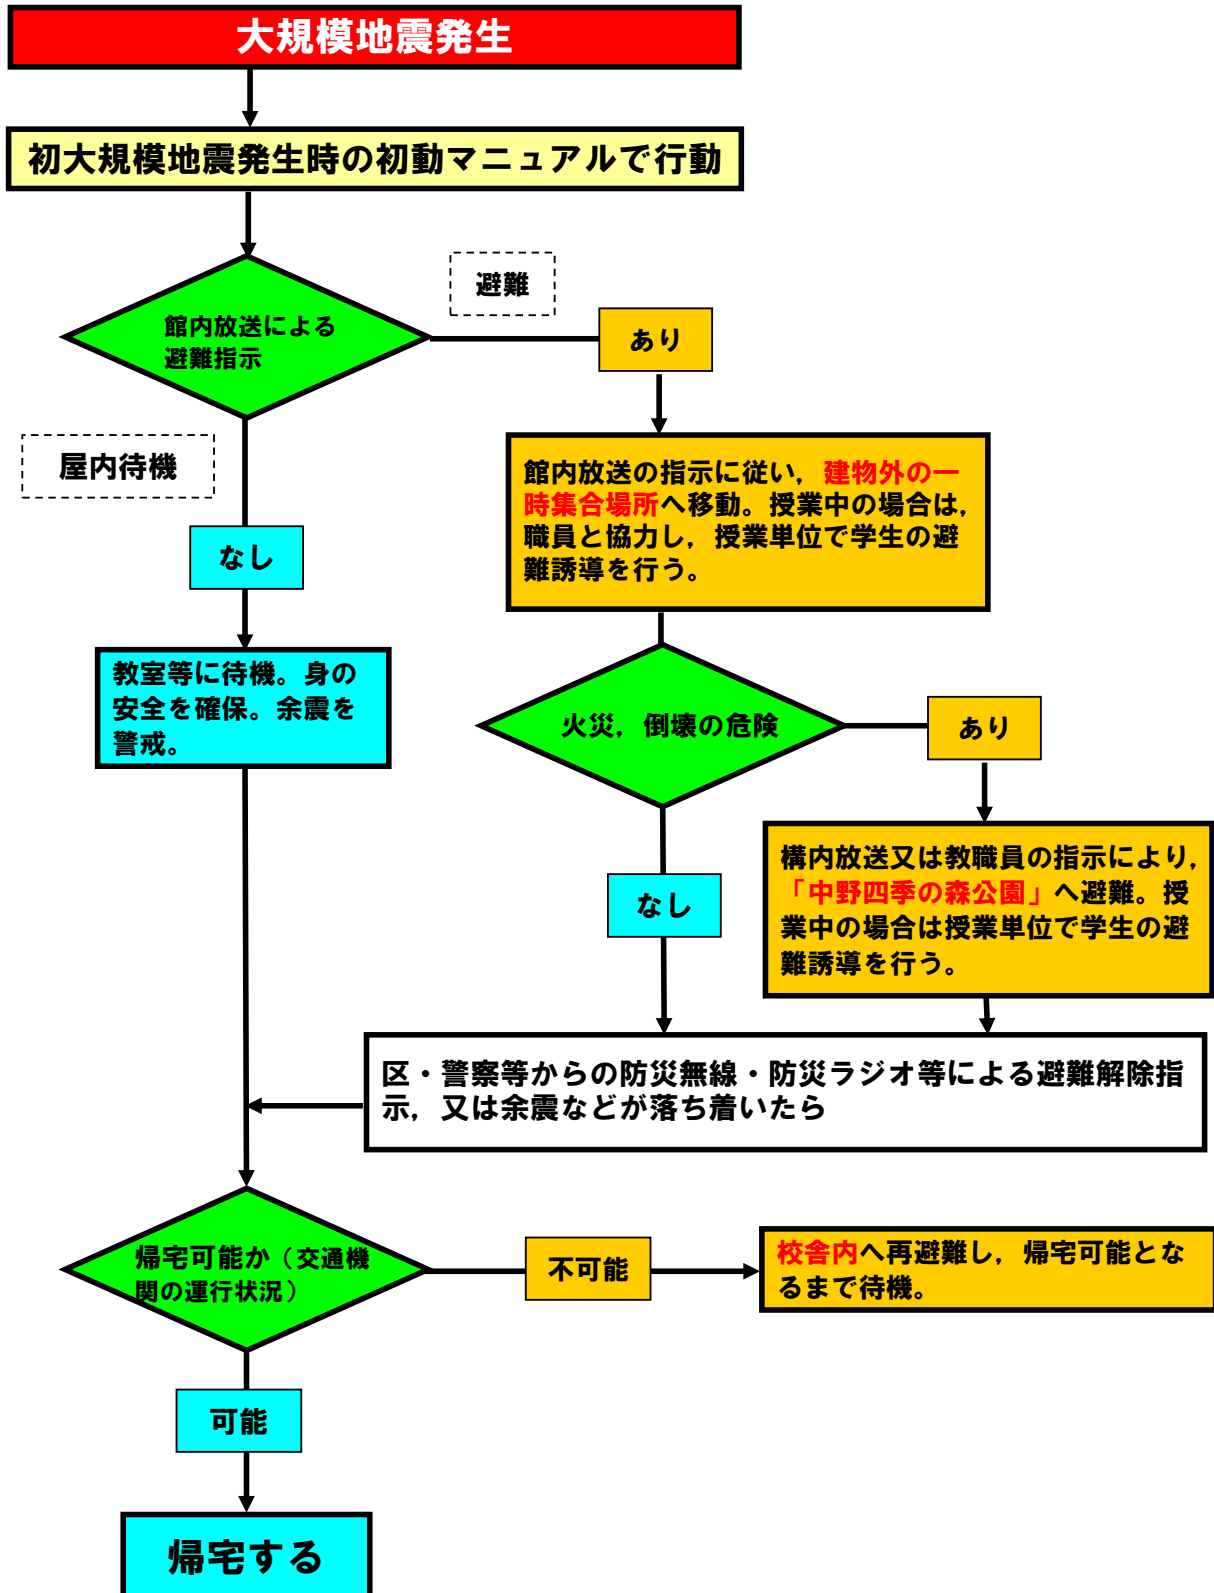 大規模地震発生
初大規模地震発生時の初動マニュアルで行動
避難
館内放送による
避難指示
あり
屋内待機
館内放送の指示に従い，建物外の一
時集合場所へ移動。授業中の場合は，
職員と協力し，授業単位で学生の避
難誘導を行う。
なし
教室等に待機。身の
安全を確保。余震を
警戒。
火災，倒壊の危険
あり
構内放送又は教職員の指示により，
「中野四季の森公園」へ避難。授
業中の場合は授業単位で学生の避
難誘導を行う。
なし
区・警察等からの防災無線・防災ラジオ等による避難解除指
示，又は余震などが落ち着いたら
帰宅可能か（交通機
関の運行状況）
不可能
校舎内へ再避難し，帰宅可能とな
るまで待機。
可能
帰宅する